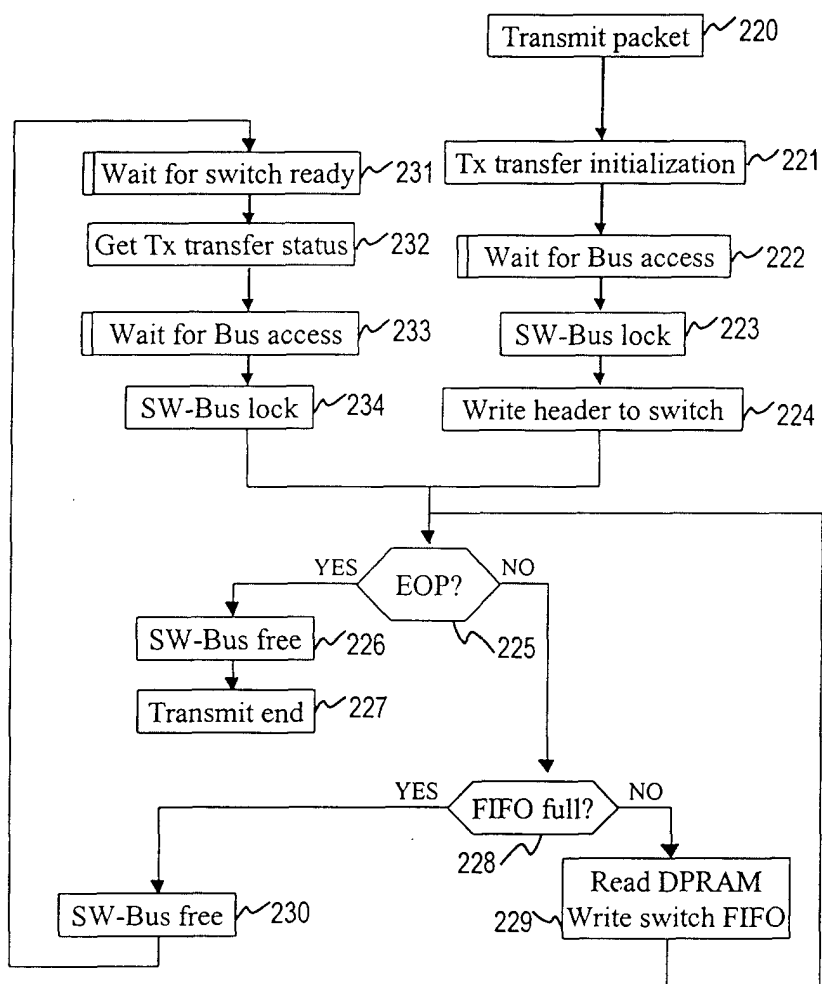 Transmit packet 220
Wait for switch ready 231
Tx transfer initialization 221
Get Tx transfer status 232
Wait for Bus access 222
Wait for Bus access 233
SW-Bus lock 223
SW-Bus lock 234
Write header to switch 224
YES
NO
EOP?
225
SW-Bus free 226
Transmit end 227
YES
NO
FIFO full?
228
Read DPRAM
Write switch FIFO
229
SW-Bus free 230